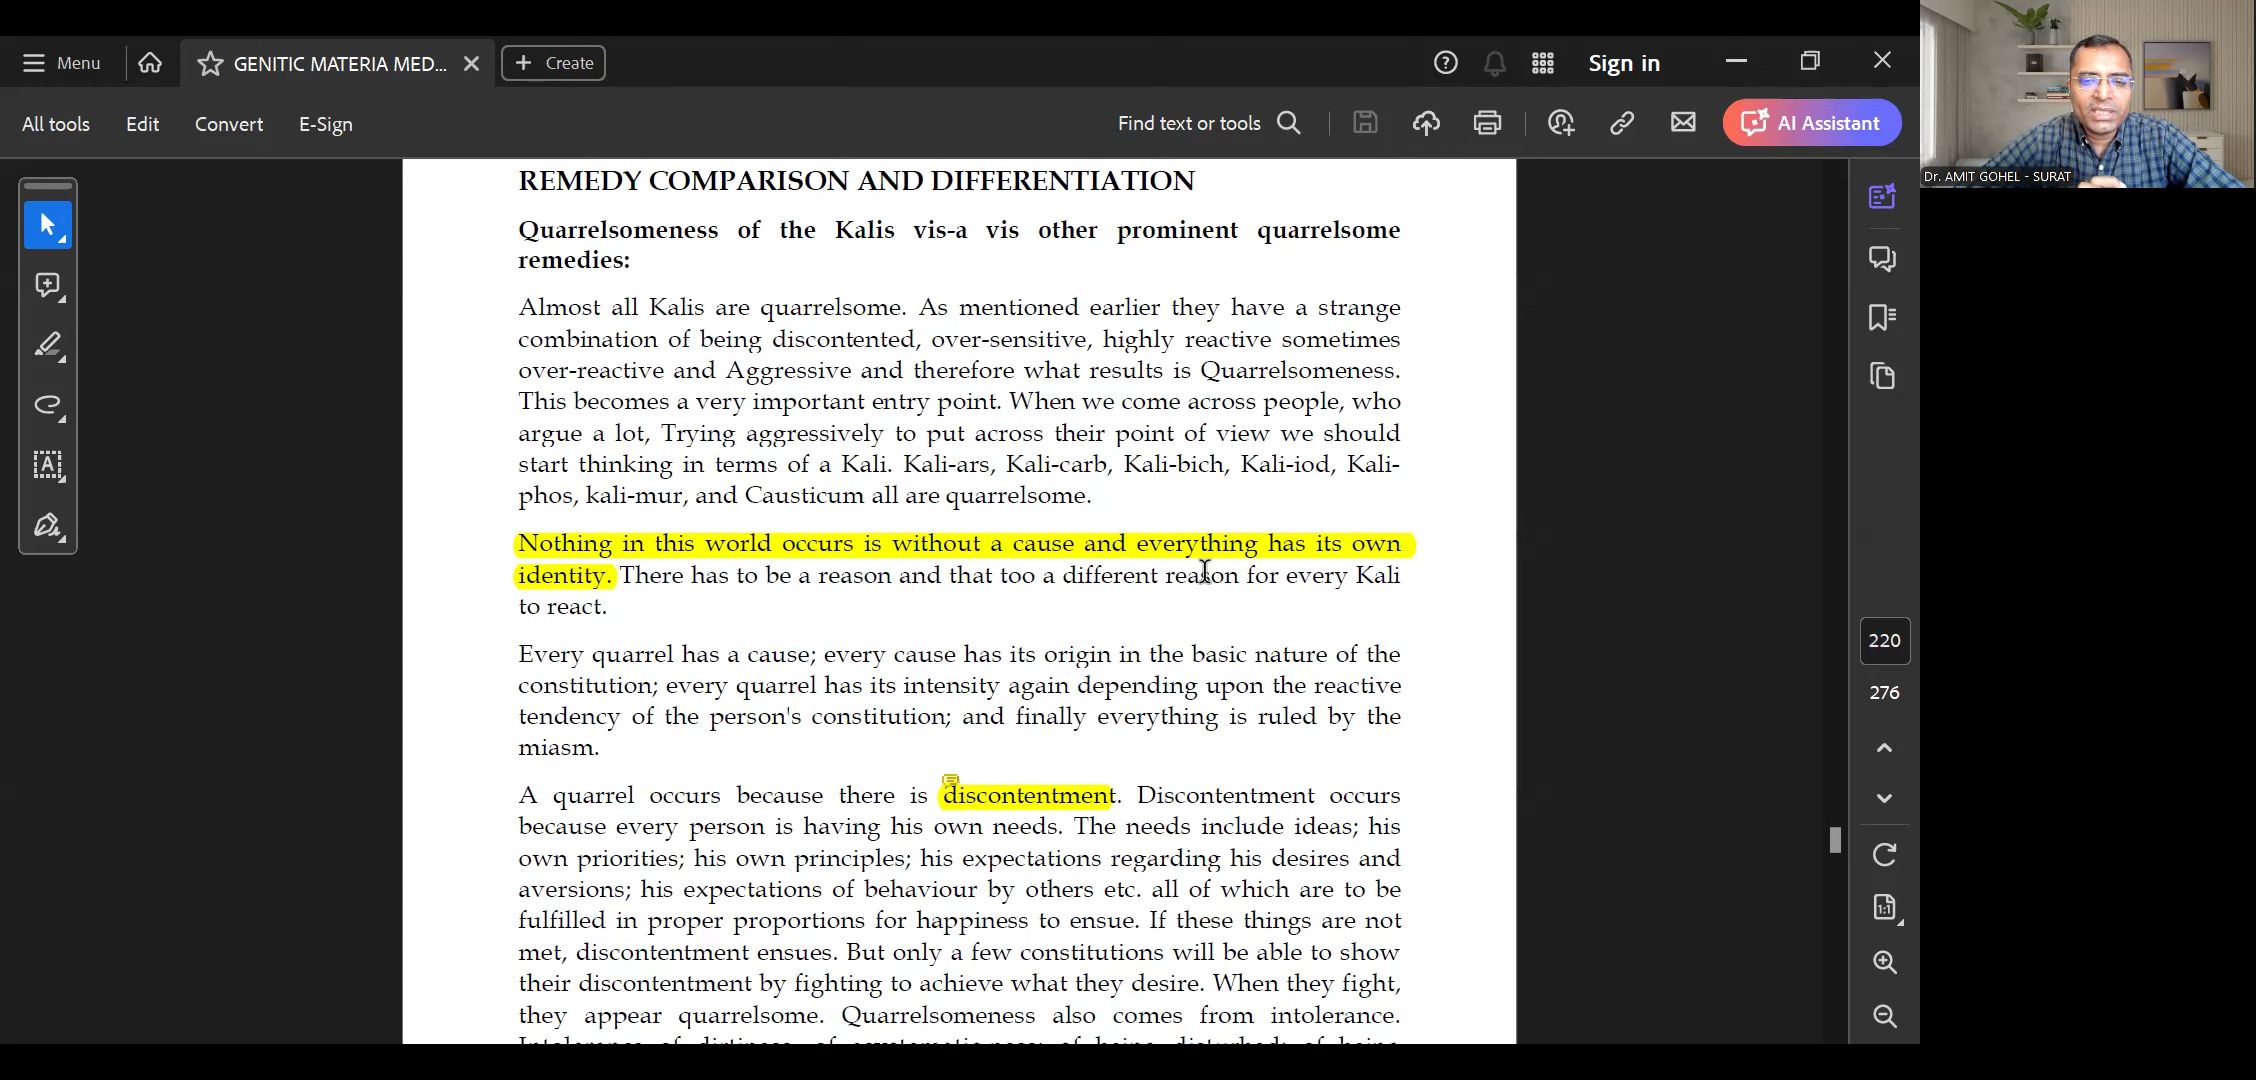 Menu
GENITIC MATERIA MED...
Create
Sign in
All tools
Edit
Convert
E-Sign
Find text or tools
AI Assistant
Dr. AMIT GOHEL - SURAT
REMEDY COMPARISON AND DIFFERENTIATION
Quarrelsomeness of the Kalis vis-a vis other prominent quarrelsome
remedies:
Almost all Kalis are quarrelsome. As mentioned earlier they have a strange
combination of being discontented, over-sensitive, highly reactive sometimes
over-reactive and Aggressive and therefore what results is Quarrelsomeness.
This becomes a very important entry point. When we come across people, who
argue a lot, Trying aggressively to put across their point of view we should
start thinking in terms of a Kali. Kali-ars, Kali-carb, Kali-bich, Kali-iod, Kali-
phos, kali-mur, and Causticum all are quarrelsome.
Nothing in this world occurs is without a cause and everything has its own
identity. There has to be a reason and that too a different reason for every Kali
to react.
Every quarrel has a cause; every cause has its origin in the basic nature of the
constitution; every quarrel has its intensity again depending upon the reactive
tendency of the person's constitution; and finally everything is ruled by the
miasm.
A quarrel occurs because there is discontentment. Discontentment occurs
because every person is having his own needs. The needs include ideas; his
own priorities; his own principles; his expectations regarding his desires and
aversions; his expectations of behaviour by others etc. all of which are to be
fulfilled in proper proportions for happiness to ensue. If these things are not
met, discontentment ensues. But only a few constitutions will be able to show
their discontentment by fighting to achieve what they desire. When they fight,
they appear quarrelsome. Quarrelsomeness also comes from intolerance.
220
276